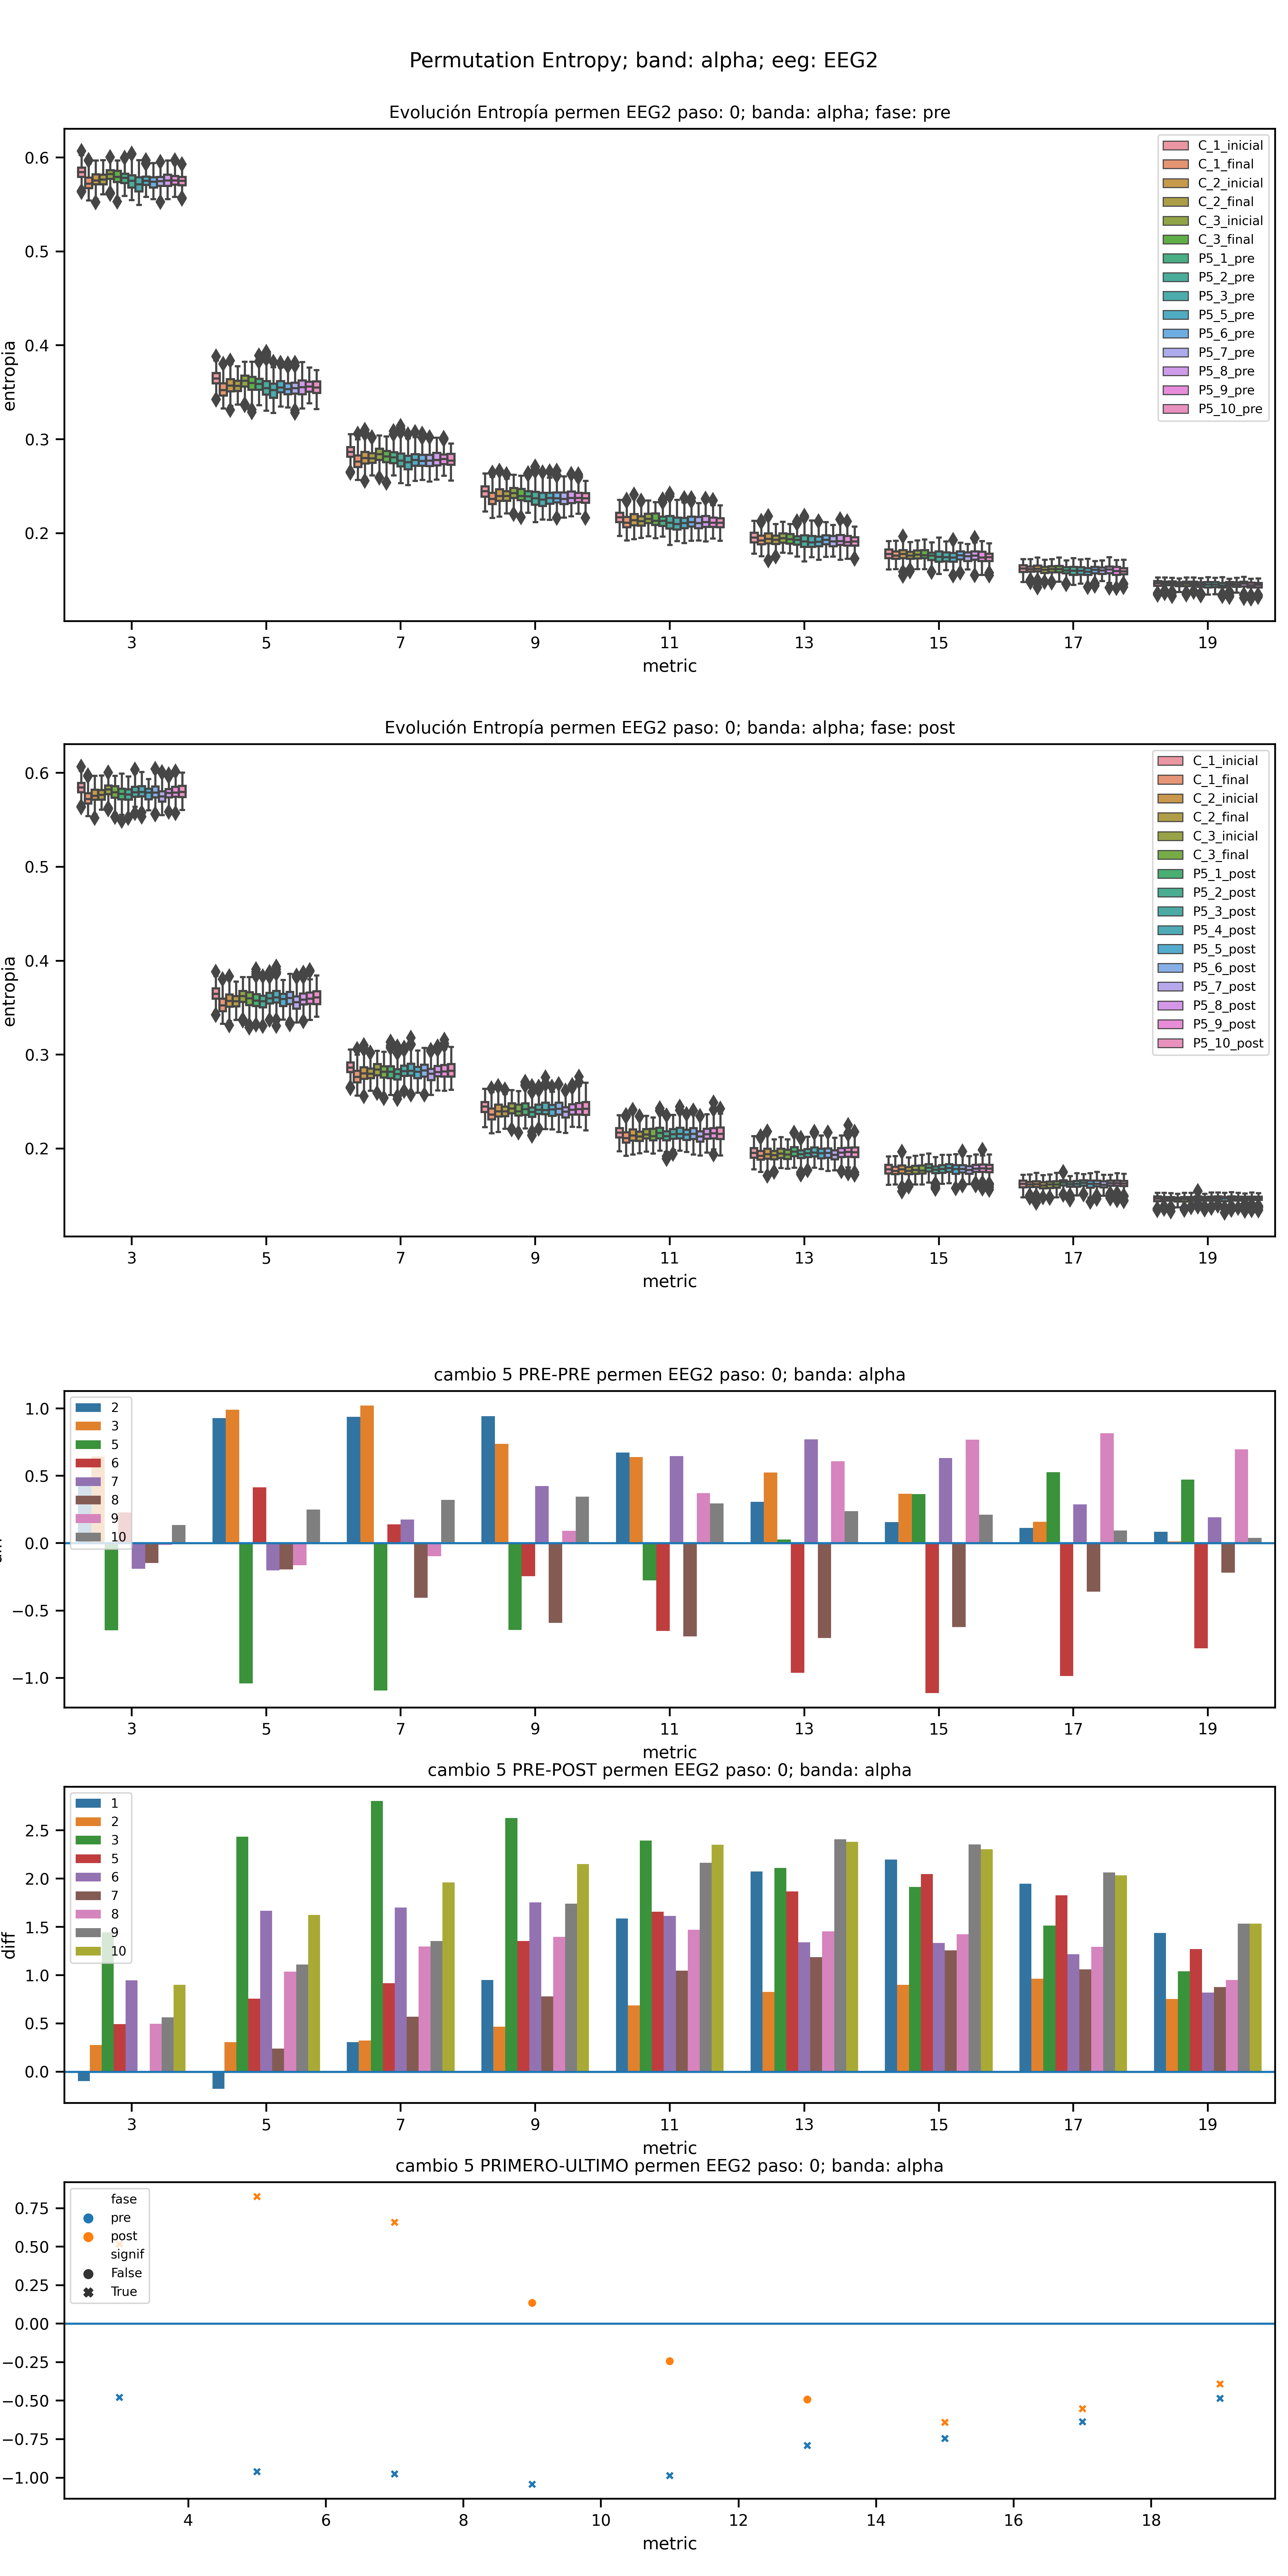 Permutation Entropy; band: alpha; eeg: EEG2
Evolución Entropía permen EEG2 paso: 0; banda: alpha; fase: pre
0.6
0.5
0.4
0.3
0.2
entropia
C_1_inicial
C_1_final
C_2_inicial
C_2_final
C_3_inicial
C_3_final
P5_1_pre
P5_2_pre
P5_3_pre
P5_5_pre
P5_6_pre
P5_7_pre
P5_8_pre
P5_9_pre
P5_10_pre
3 5 7 9 11 13 15 17 19
metric
Evolución Entropía permen EEG2 paso: 0; banda: alpha; fase: post
0.6
0.5
0.4
0.3
0.2
entropia
C_1_inicial
C_1_final
C_2_inicial
C_2_final
C_3_inicial
C_3_final
P5_1_post
P5_2_post
P5_3_post
P5_4_post
P5_5_post
P5_6_post
P5_7_post
P5_8_post
P5_9_post
P5_10_post
3 5 7 9 11 13 15 17 19
metric
cambio 5 PRE-PRE permen EEG2 paso: 0; banda: alpha
1.0
0.5
0.0
−0.5
−1.0
2
3
5
6
7
8
9
10
3 5 7 9 11 13 15 17 19
metric
cambio 5 PRE-POST permen EEG2 paso: 0; banda: alpha
2.5
2.0
1.5
1.0
0.5
0.0
diff
1
2
3
5
6
7
8
9
10
3 5 7 9 11 13 15 17 19
metric
cambio 5 PRIMERO-ULTIMO permen EEG2 paso: 0; banda: alpha
0.75
0.50
0.25
0.00
−0.25
−0.50
−0.75
−1.00
fase
pre
post
signif
False
True
4 6 8 10 12 14 16 18
metric